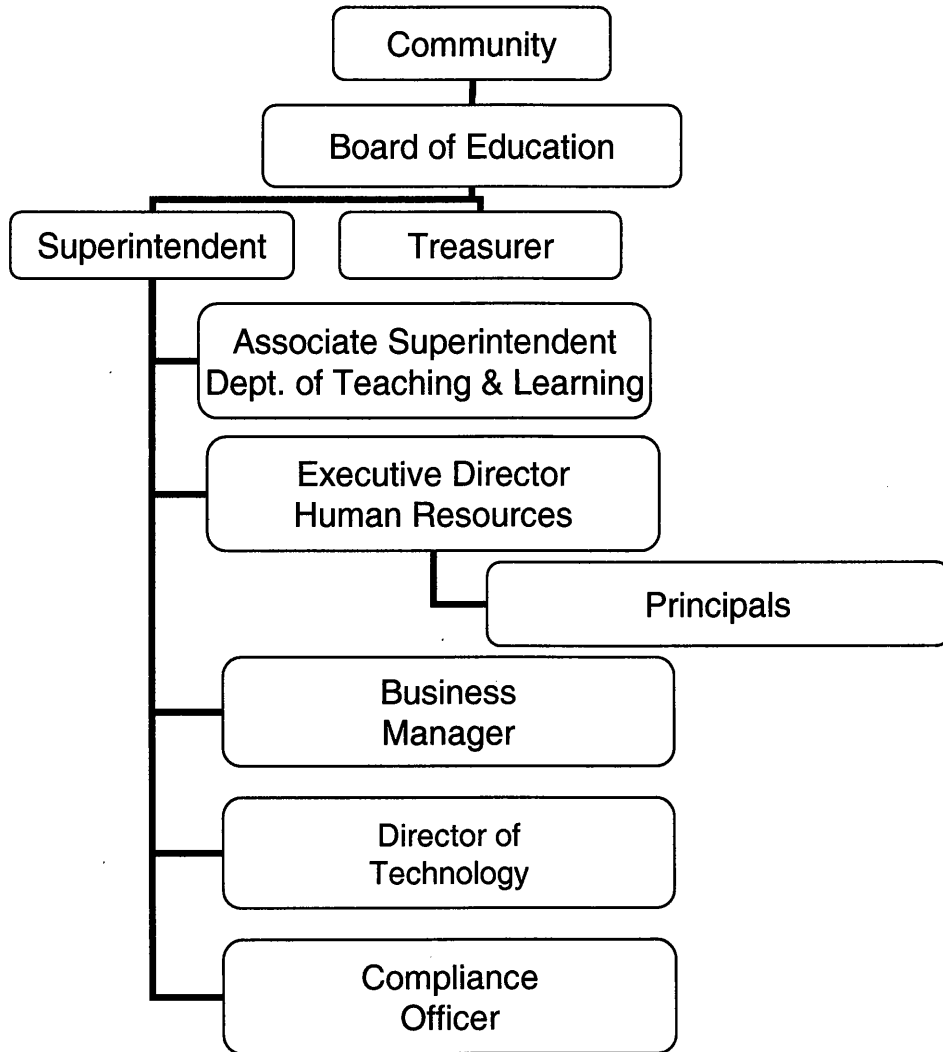 Community
Board of Education
Superintendent
Treasurer
Associate Superintendent
Dept. of Teaching & Learning
Executive Director
Human Resources
Principals
Business
Manager
Director of
Technology
Compliance
Officer